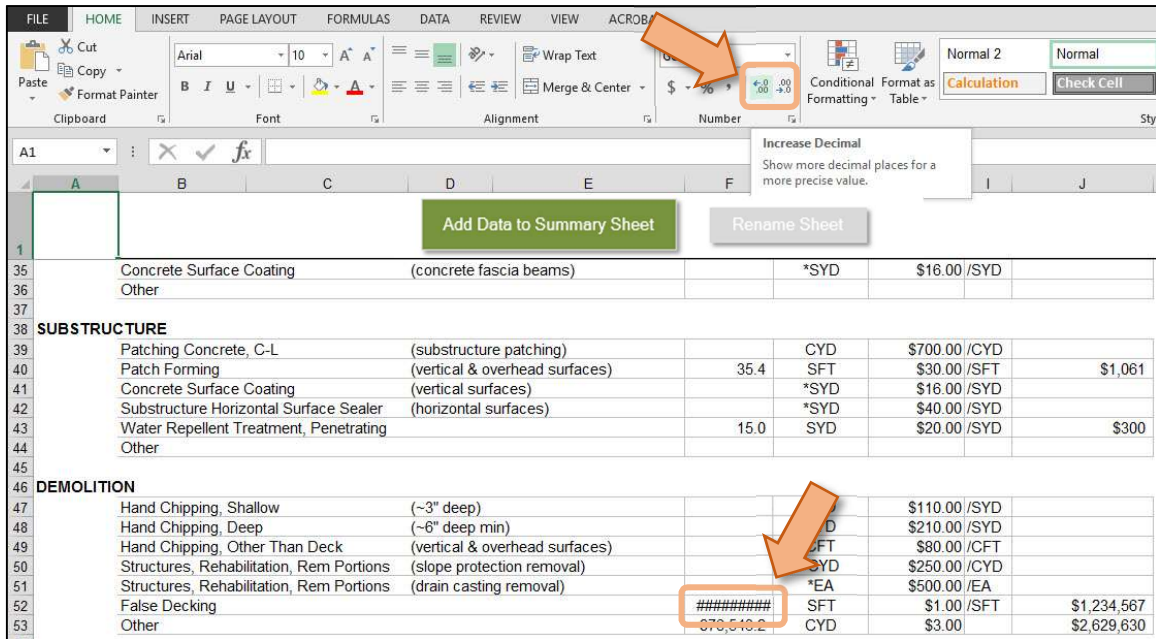 FILE HOME INSERT PAGE LAYOUT FORMULAS DATA REVIEW VIEW ACROBA
Cut
Copy
Paste
Format Painter
Clipboard
Arial 10 A A
B I U A
Font
Wrap Text
Merge & Center
Alignment
$ % ,
←.0 .00
.00 →.0
Number
Conditional Formatting
Format as Table
Normal 2 Normal
Calculation Check Cell
Sty
A1 fx
Increase Decimal
Show more decimal places for a
more precise value.
A B C D E F I J
1 Add Data to Summary Sheet Rename Sheet
35 Concrete Surface Coating (concrete fascia beams) *SYD $16.00 /SYD
36 Other
37
38 SUBSTRUCTURE
39 Patching Concrete, C-L (substructure patching) CYD $700.00 /CYD
40 Patch Forming (vertical & overhead surfaces) 35.4 SFT $30.00 /SFT $1,061
41 Concrete Surface Coating (vertical surfaces) *SYD $16.00 /SYD
42 Substructure Horizontal Surface Sealer (horizontal surfaces) *SYD $40.00 /SYD
43 Water Repellent Treatment, Penetrating 15.0 SYD $20.00 /SYD $300
44 Other
45
46 DEMOLITION
47 Hand Chipping, Shallow (~3" deep) $110.00 /SYD
48 Hand Chipping, Deep (~6" deep min) $210.00 /SYD
49 Hand Chipping, Other Than Deck (vertical & overhead surfaces) CFT $80.00 /CFT
50 Structures, Rehabilitation, Rem Portions (slope protection removal) $250.00 /CYD
51 Structures, Rehabilitation, Rem Portions (drain casting removal) *EA $500.00 /EA
52 False Decking ######### SFT $1.00 /SFT $1,234,567
53 Other CYD $3.00 $2,629,630